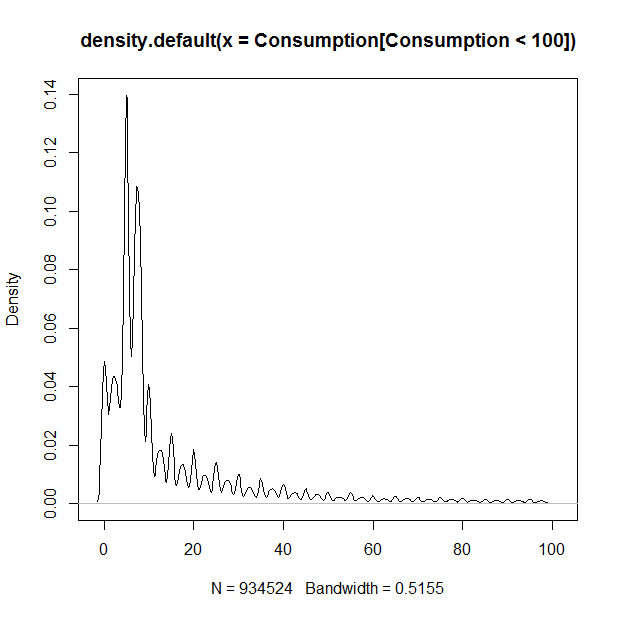 density.default(x = Consumption[Consumption < 100])
Density
0.14
0.12
0.10
0.08
0.06
0.04
0.02
0.00
0 20 40 60 80 100
N = 934524 Bandwidth = 0.5155